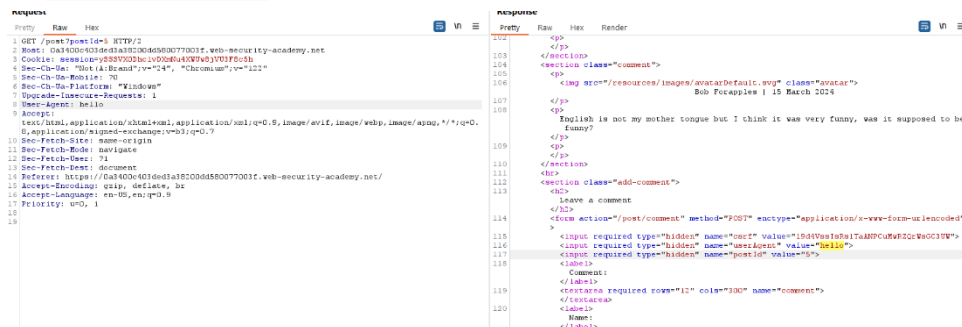 Request
Pretty Raw Hex
1 GET /post?postId=5 HTTP/2
2 Host: 0a3400c403ded3a38200dd580077003f.web-security-academy.net
3 Cookie:
4 Sec-Ch-Ua: "Not(A:Brand";v="24", "Chromium";v="122"
5 Sec-Ch-Ua-Mobile: ?0
6 Sec-Ch-Ua-Platform: "Windows"
7 Upgrade-Insecure-Requests: 1
8 User-Agent: hello
9 Accept:
text/html,application/xhtml+xml,application/xml;q=0.9,image/avif,image/webp,image/apng,*/*;q=0.
8,application/signed-exchange;v=b3;q=0.7
10 Sec-Fetch-Site: same-origin
11 Sec-Fetch-Mode: navigate
12 Sec-Fetch-User: ?1
13 Sec-Fetch-Dest: document
14 Referer: https://0a3400c403ded3a38200dd580077003f.web-security-academy.net/
15 Accept-Encoding: gzip, deflate, br
16 Accept-Language: en-US,en;q=0.9
17 Priority: u=0, i
18
19
Response
Pretty Raw Hex Render
102 <p>
</p>
103 </section>
104 <section class="comment">
105 <p>
106 <img src="/resources/images/avatarDefault.svg" class="avatar">
Bob Forapples | 15 March 2024
107 </p>
108 <p>
English is not my mother tongue but I think it was very funny, was it supposed to be
funny?
</p>
109 <p>
</p>
110 </section>
111 <hr>
112 <section class="add-comment">
113 <h2>
Leave a comment
</h2>
114 <form action="/post/comment" method="POST" enctype="application/x-www-form-urlencoded"
>
115 <input required type="hidden" name="csrf" value=
116 <input required type="hidden" name="userAgent" value="hello">
117 <input required type="hidden" name="postId" value="5">
118 <label>
Comment:
</label>
119 <textarea required rows="12" cols="300" name="comment">
</textarea>
120 <label>
Name:
</label>